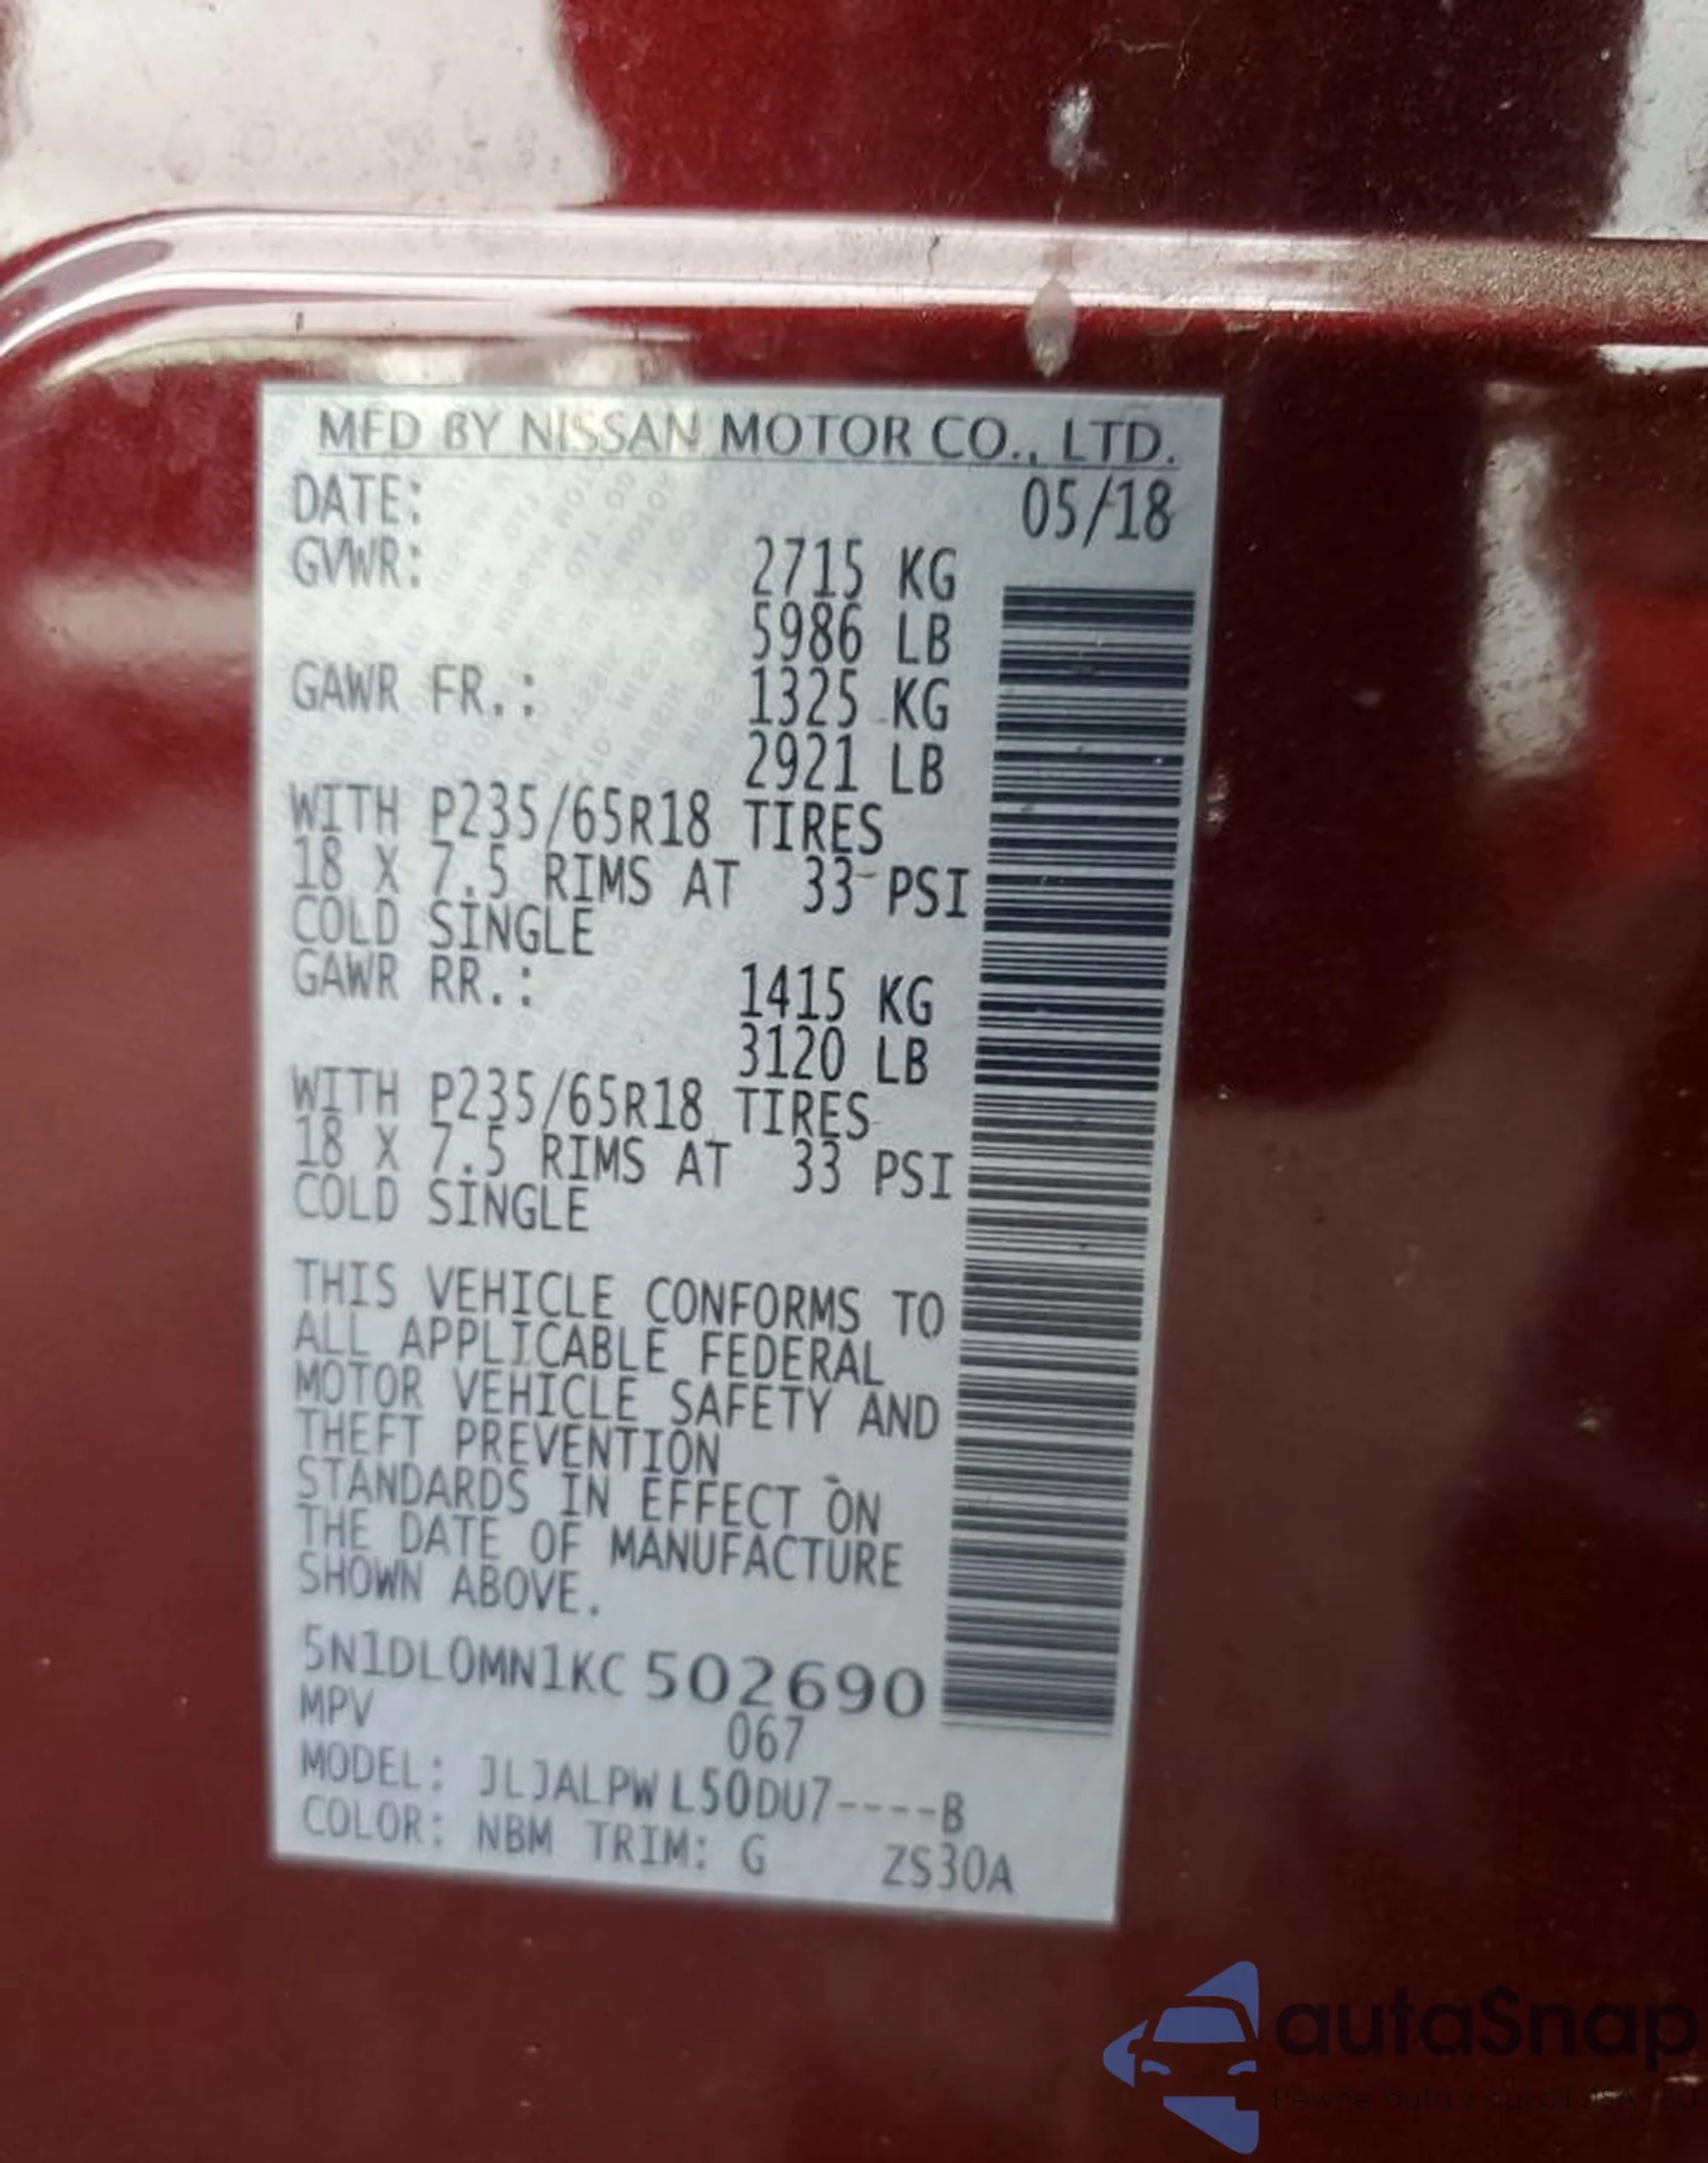 MFD BY NISSAN MOTOR CO., LTD.
DATE: 05/18
GVWR: 2715 KG
5986 LB
GAWR FR.: 1325 KG
2921 LB
WITH P235/65R18 TIRES
18 X 7.5 RIMS AT 33 PSI
COLD SINGLE
GAWR RR.: 1415 KG
3120 LB
WITH P235/65R18 TIRES
18 X 7.5 RIMS AT 33 PSI
COLD SINGLE
THIS VEHICLE CONFORMS TO
ALL APPLICABLE FEDERAL
MOTOR VEHICLE SAFETY AND
THEFT PREVENTION
STANDARDS IN EFFECT ON
THE DATE OF MANUFACTURE
SHOWN ABOVE.
5N1DL0MN1KC502690
MPV 067
MODEL: JLJALPWL50DU7----B
COLOR: NBM TRIM: G ZS30A
autaSnap
Pewne auta z